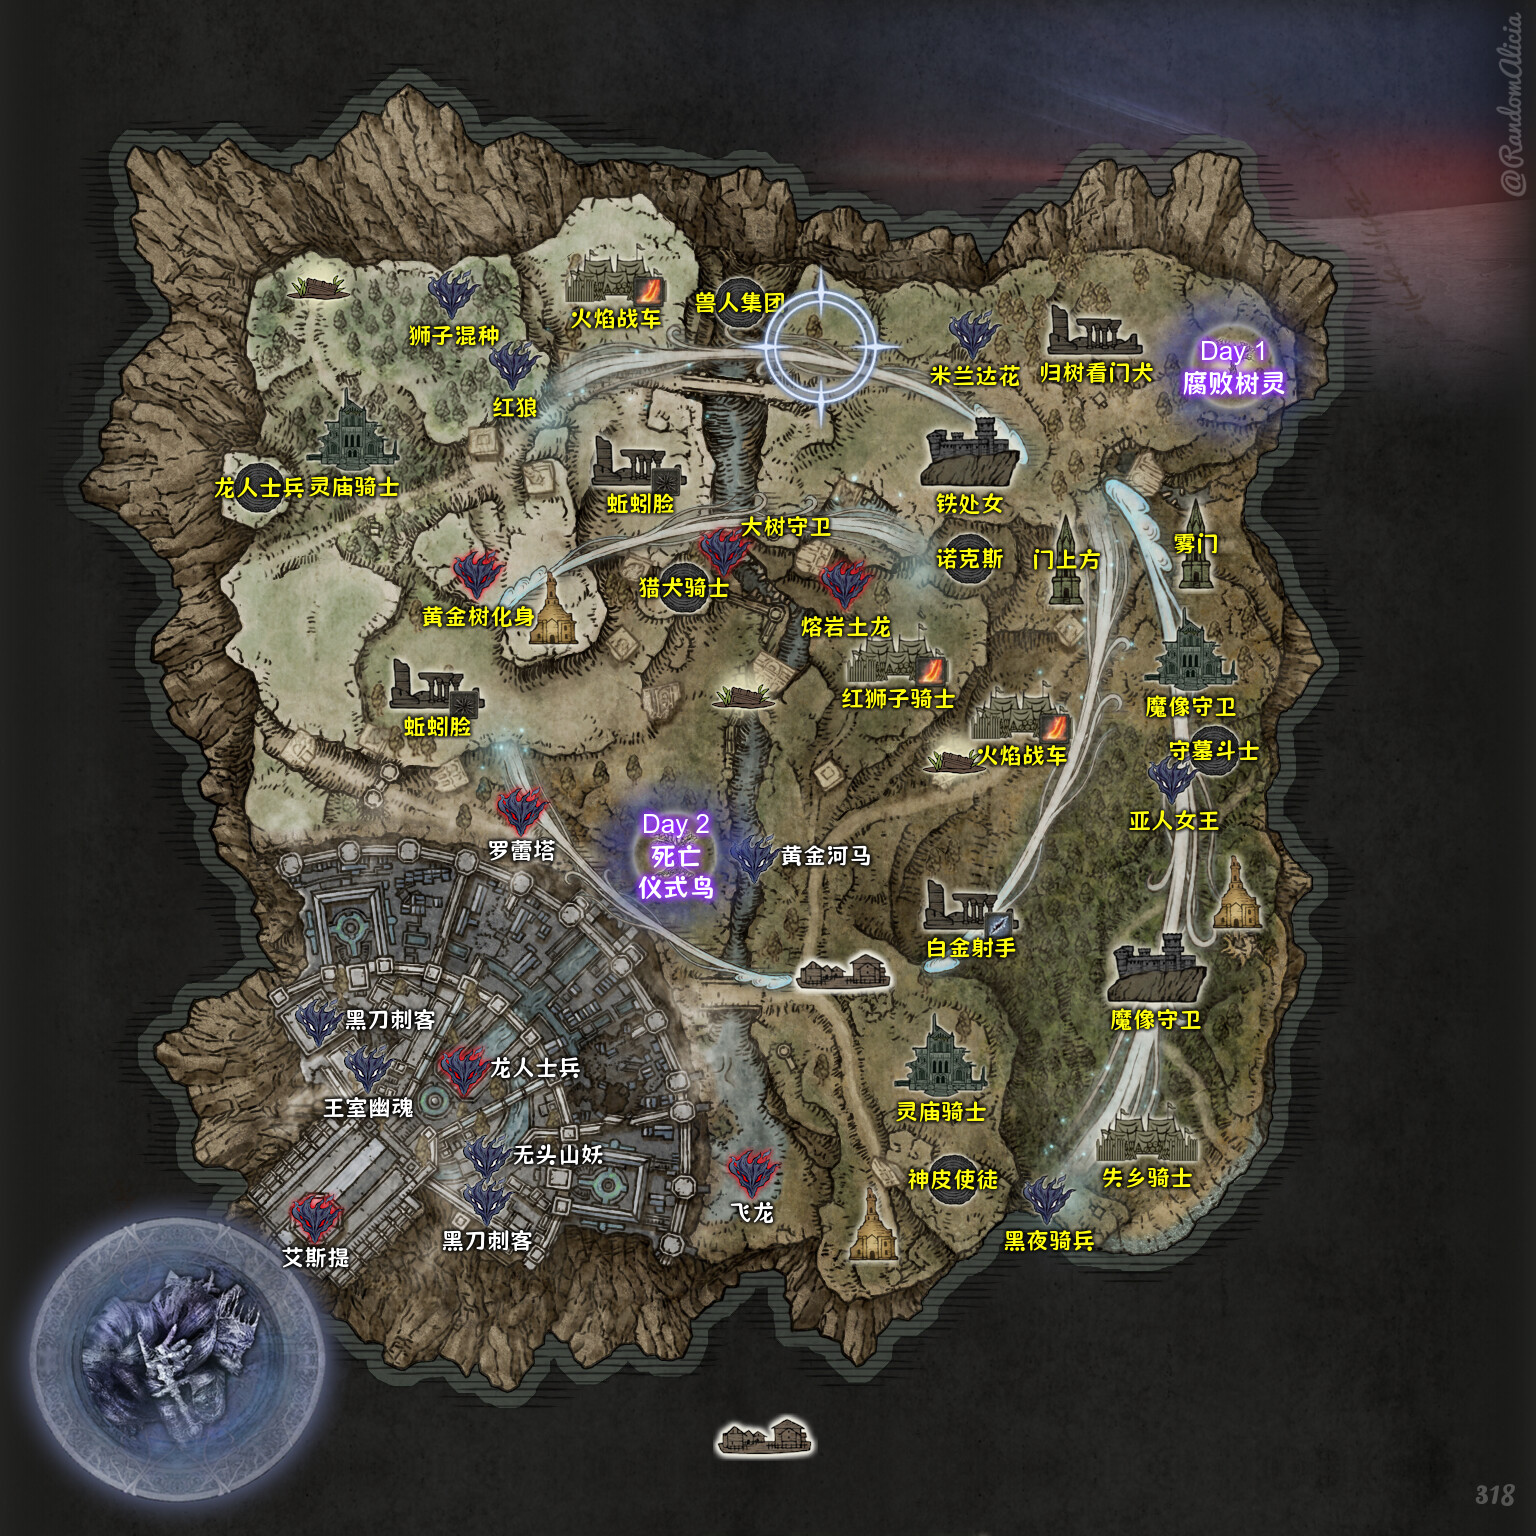 @RandomAlicia
狮子混种
火焰战车
兽人集团
米兰达花
归树看门犬
Day 1
腐败树灵
红狼
龙人士兵
灵庙骑士
蚯蚓脸
铁处女
大树守卫
诺克斯
门上方
雾门
猎犬骑士
黄金树化身
熔岩土龙
红狮子骑士
魔像守卫
蚯蚓脸
火焰战车
守墓斗士
亚人女王
罗蕾塔
Day 2
死亡
仪式鸟
黄金河马
白金射手
黑刀刺客
魔像守卫
龙人士兵
王室幽魂
灵庙骑士
无头山妖
神皮使徒
失乡骑士
飞龙
黑刀刺客
黑夜骑兵
艾斯提
318